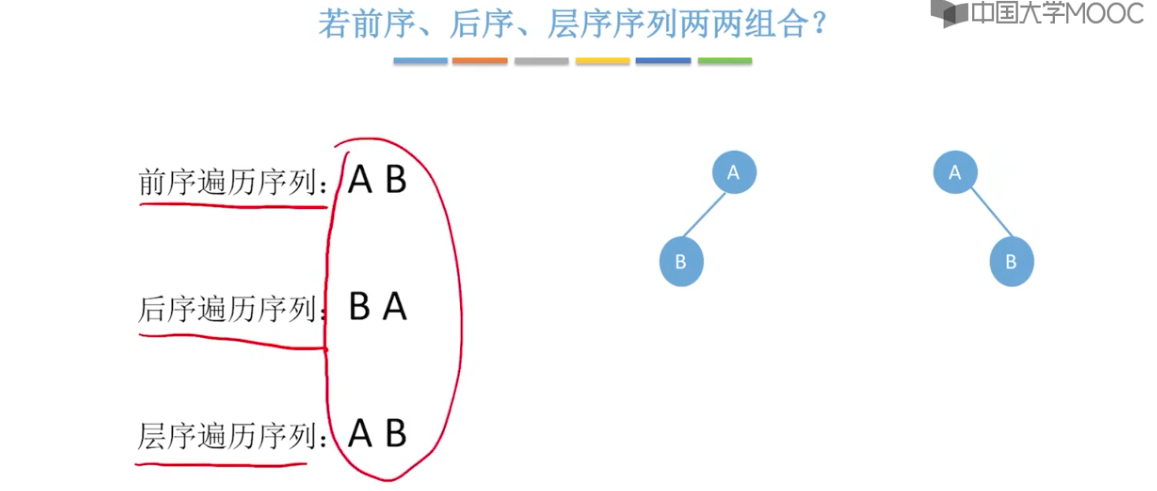 若前序、后序、层序序列两两组合？
中国大学MOOC
前序遍历序列：A B
后序遍历序列：B A
层序遍历序列：A B
A
B
A
B